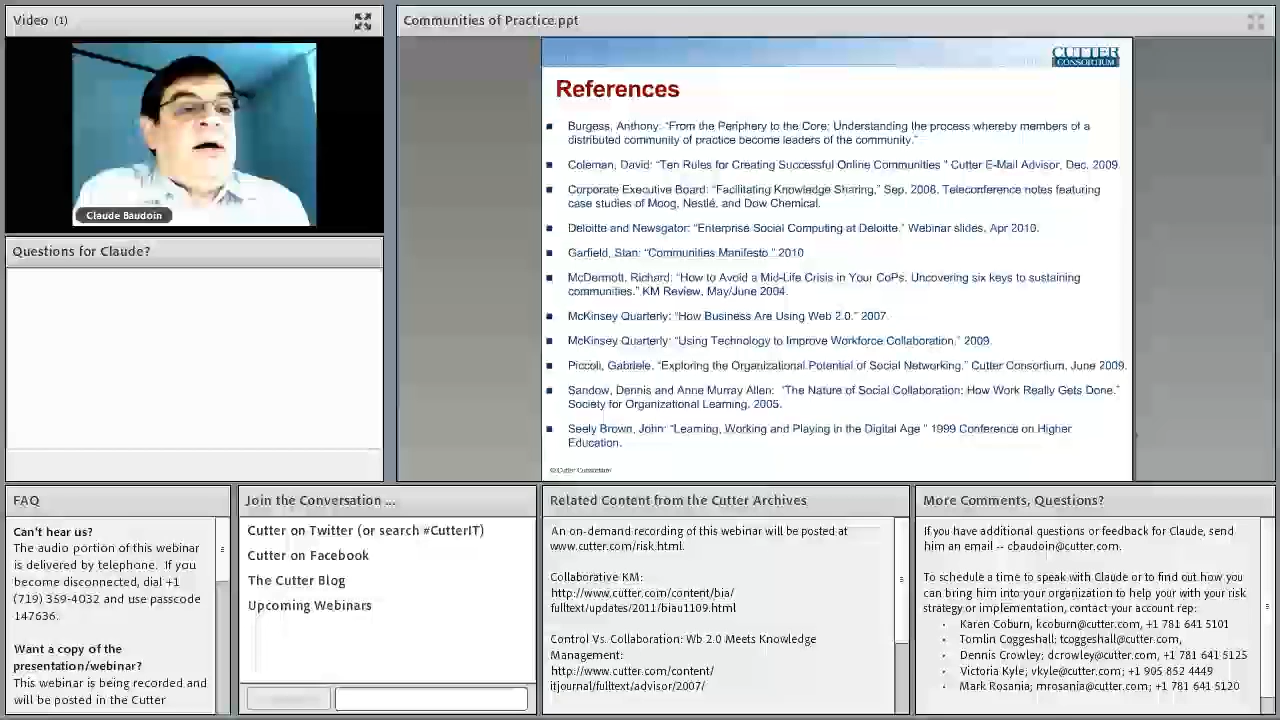 Video (1)
Claude Baudoin
Questions for Claude?
Communities of Practice.ppt
CUTTER
CONSORTIUM
References
Burgess, Anthony: "From the Periphery to the Core: Understanding the process whereby members of a
distributed community of practice become leaders of the community."
Coleman, David: "Ten Rules for Creating Successful Online Communities " Cutter E-Mail Advisor, Dec. 2009.
Corporate Executive Board: "Facilitating Knowledge Sharing," Sep. 2008. Teleconference notes featuring
case studies of Moog, Nestlé, and Dow Chemical.
Deloitte and Newsgator: "Enterprise Social Computing at Deloitte." Webinar slides, Apr 2010.
Garfield, Stan: "Communities Manifesto." 2010
McDermott, Richard: "How to Avoid a Mid-Life Crisis in Your CoPs. Uncovering six keys to sustaining
communities." KM Review, May/June 2004.
McKinsey Quarterly: "How Business Are Using Web 2.0." 2007.
McKinsey Quarterly: "Using Technology to Improve Workforce Collaboration." 2009.
Piccoli, Gabriele. "Exploring the Organizational Potential of Social Networking." Cutter Consortium, June 2009.
Sandow, Dennis and Anne Murray Allen: "The Nature of Social Collaboration: How Work Really Gets Done."
Society for Organizational Learning, 2005.
Seely Brown, John: "Learning, Working and Playing in the Digital Age " 1999 Conference on Higher
Education.
© Cutter Consortium
FAQ
Can't hear us?
The audio portion of this webinar
is delivered by telephone. If you
become disconnected, dial +1
(719) 359-4032 and use passcode
147636.
Want a copy of the
presentation/webinar?
This webinar is being recorded and
will be posted in the Cutter
Join the Conversation ...
Cutter on Twitter (or search #CutterIT)
Cutter on Facebook
The Cutter Blog
Upcoming Webinars
Related Content from the Cutter Archives
An on-demand recording of this webinar will be posted at
www.cutter.com/risk.html.
Collaborative KM:
http://www.cutter.com/content/bia/
fulltext/updates/2011/biau1109.html
Control Vs. Collaboration: Wb 2.0 Meets Knowledge
Management:
http://www.cutter.com/content/
itjournal/fulltext/advisor/2007/
More Comments, Questions?
If you have additional questions or feedback for Claude, send
him an email -- cbaudoin@cutter.com.
To schedule a time to speak with Claude or to find out how you
can bring him into your organization to help your with your risk
strategy or implementation, contact your account rep:
Karen Coburn, kcoburn@cutter.com, +1 781 641 5101
Tomlin Coggeshall; tcoggeshall@cutter.com,
Dennis Crowley; dcrowley@cutter.com, +1 781 641 5125
Victoria Kyle; vkyle@cutter.com; +1 905 852 4449
Mark Rosania; mrosania@cutter.com; +1 781 641 5120